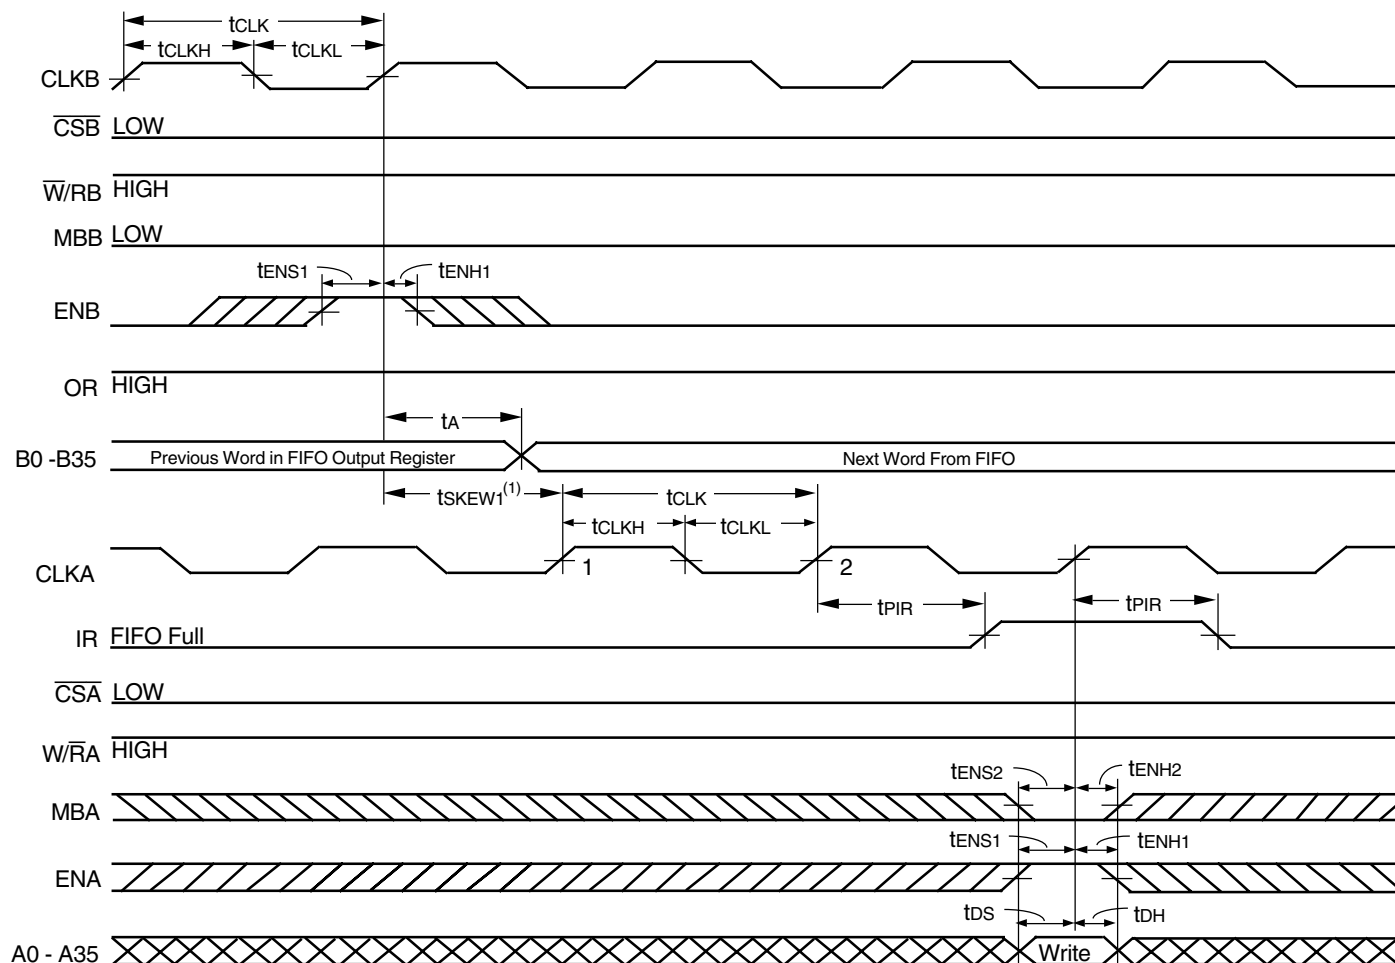 tCLK
tCLKH tCLKL
CLKB
CSB LOW
W/RB HIGH
MBB LOW
tENS1 tENH1
ENB
OR HIGH
tA
B0 -B35 Previous Word in FIFO Output Register Next Word From FIFO
tSKEW1(1) tCLK
tCLKH tCLKL
CLKA 1 2
tPIR tPIR
IR FIFO Full
CSA LOW
W/RA HIGH
tENS2 tENH2
MBA
tENS1 tENH1
ENA
tDS tDH
A0 - A35 Write